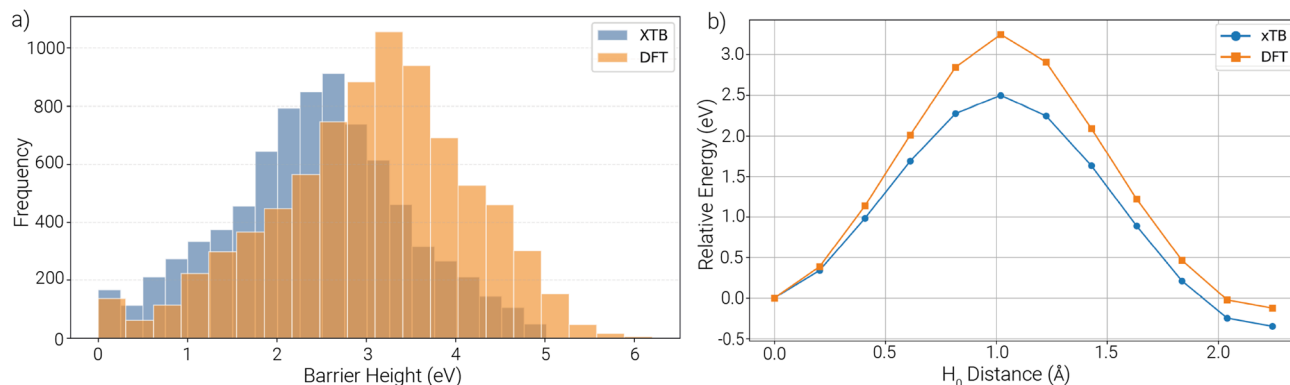 a)
XTB
DFT
Frequency
1000
800
600
400
200
0
0 1 2 3 4 5 6
Barrier Height (eV)
b)
xTB
DFT
Relative Energy (eV)
3.0
2.5
2.0
1.5
1.0
0.5
0.0
-0.5
0.0 0.5 1.0 1.5 2.0
H₀ Distance (Å)